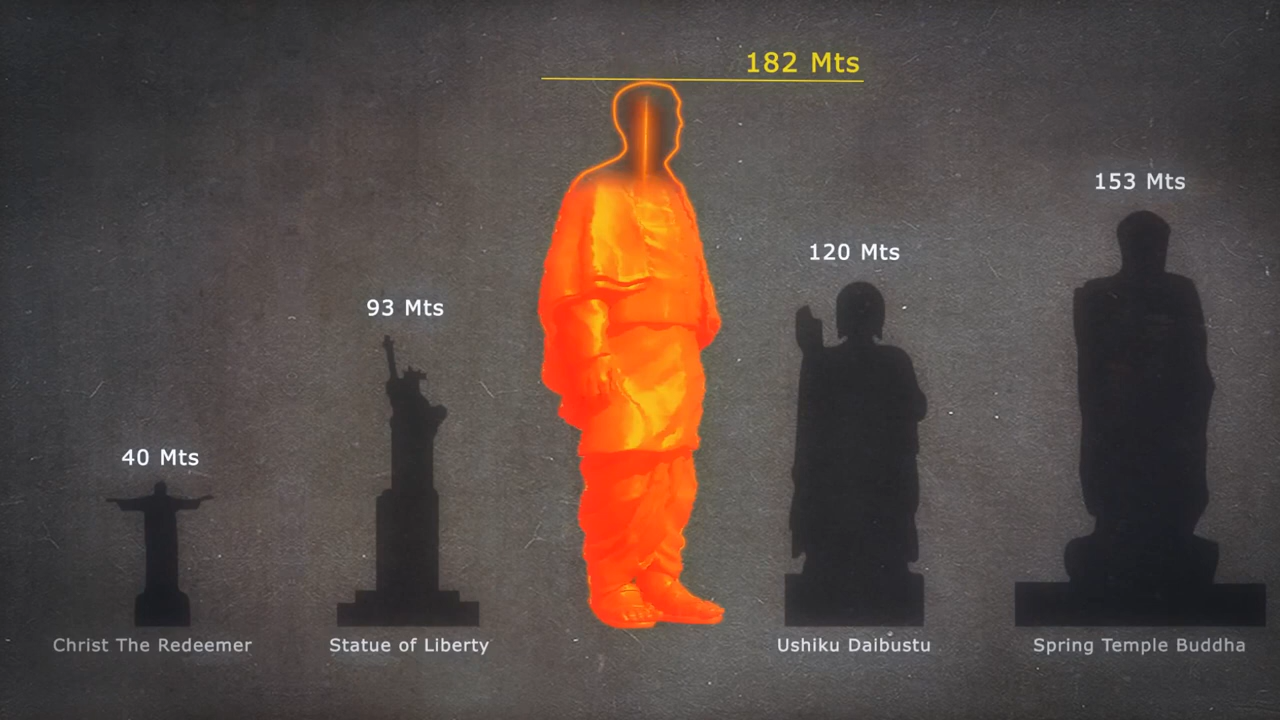 182 Mts
153 Mts
120 Mts
93 Mts
40 Mts
Christ The Redeemer
Statue of Liberty
Ushiku Daibustu
Spring Temple Buddha